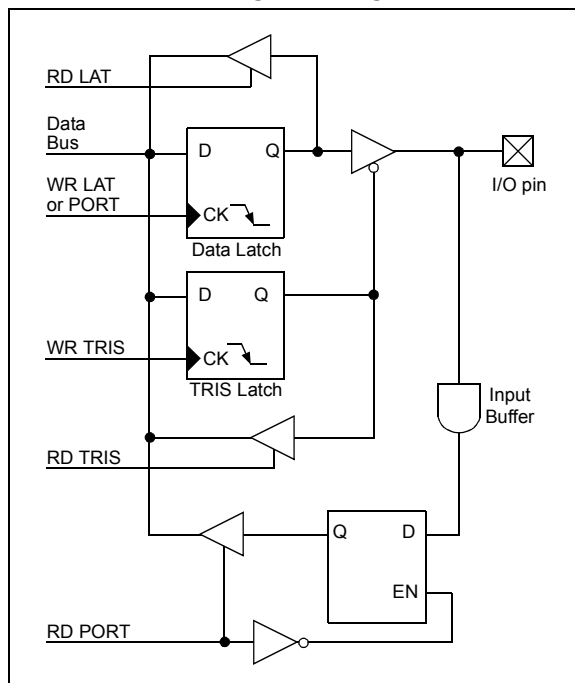 RD LAT
Data
Bus
D Q
WR LAT
or PORT
I/O pin
CK
Data Latch
D Q
WR TRIS
CK
TRIS Latch
Input
Buffer
RD TRIS
Q D
EN
RD PORT